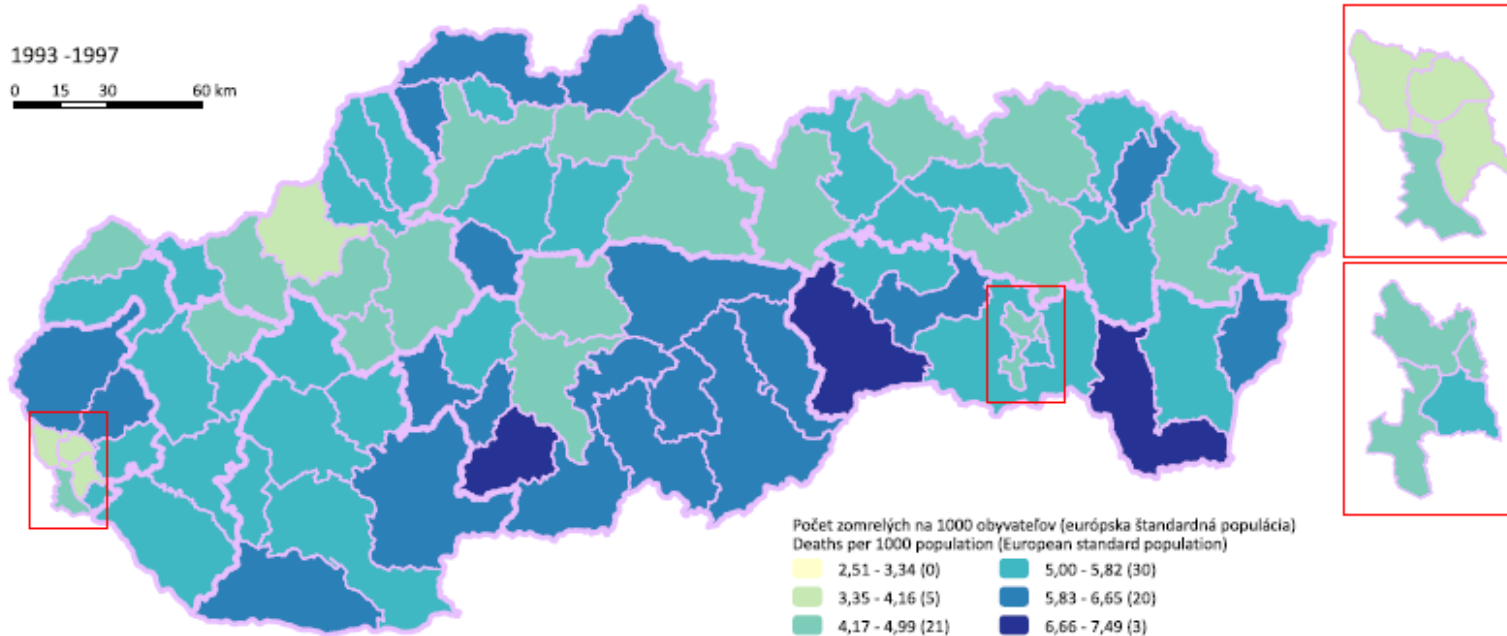 1993 -1997
0 15 30 60 km
Počet zomrelých na 1000 obyvateľov (európska štandardná populácia)
Deaths per 1000 population (European standard population)
2,51 - 3,34 (0)
3,35 - 4,16 (5)
4,17 - 4,99 (21)
5,00 - 5,82 (30)
5,83 - 6,65 (20)
6,66 - 7,49 (3)